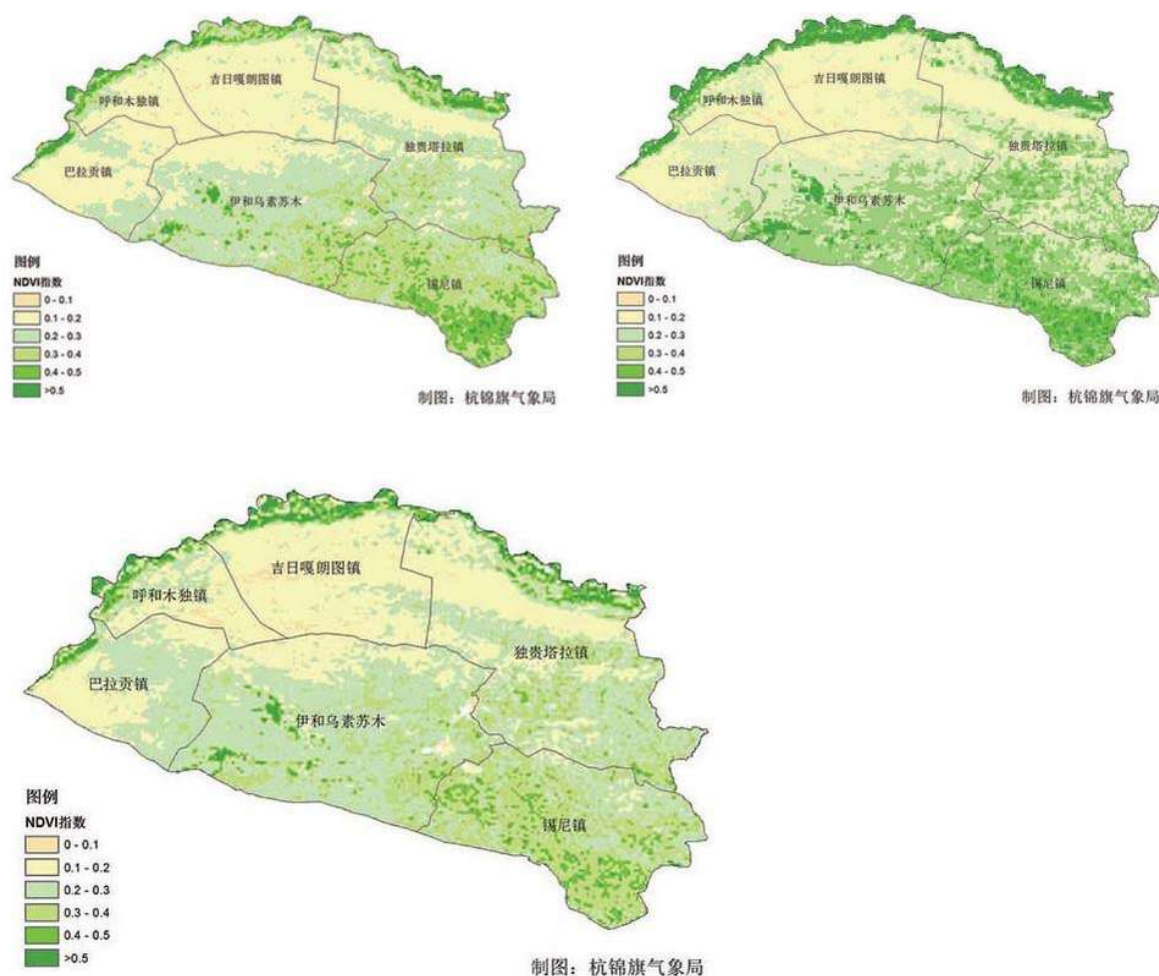 吉日嘎朗图镇
呼和木独镇
独贵塔拉镇
巴拉贡镇
伊和乌素苏木
锡尼镇
图例
NDVI指数
0 - 0.1
0.1 - 0.2
0.2 - 0.3
0.3 - 0.4
0.4 - 0.5
>0.5
制图：杭锦旗气象局
吉日嘎朗图镇
呼和木独镇
独贵塔拉镇
巴拉贡镇
伊和乌素苏木
锡尼镇
图例
NDVI指数
0 - 0.1
0.1 - 0.2
0.2 - 0.3
0.3 - 0.4
0.4 - 0.5
>0.5
制图：杭锦旗气象局
吉日嘎朗图镇
呼和木独镇
独贵塔拉镇
巴拉贡镇
伊和乌素苏木
锡尼镇
图例
NDVI指数
0 - 0.1
0.1 - 0.2
0.2 - 0.3
0.3 - 0.4
0.4 - 0.5
>0.5
制图：杭锦旗气象局